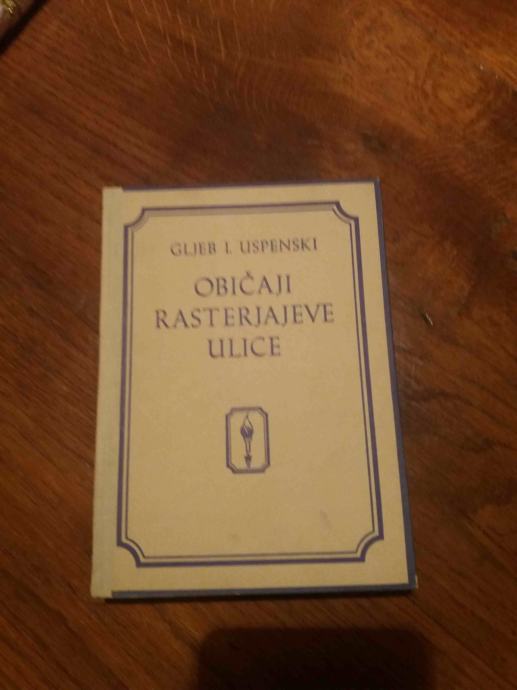 GLJEB I. USPENSKI
OBIČAJI
RASTERJAJEVE
ULICE